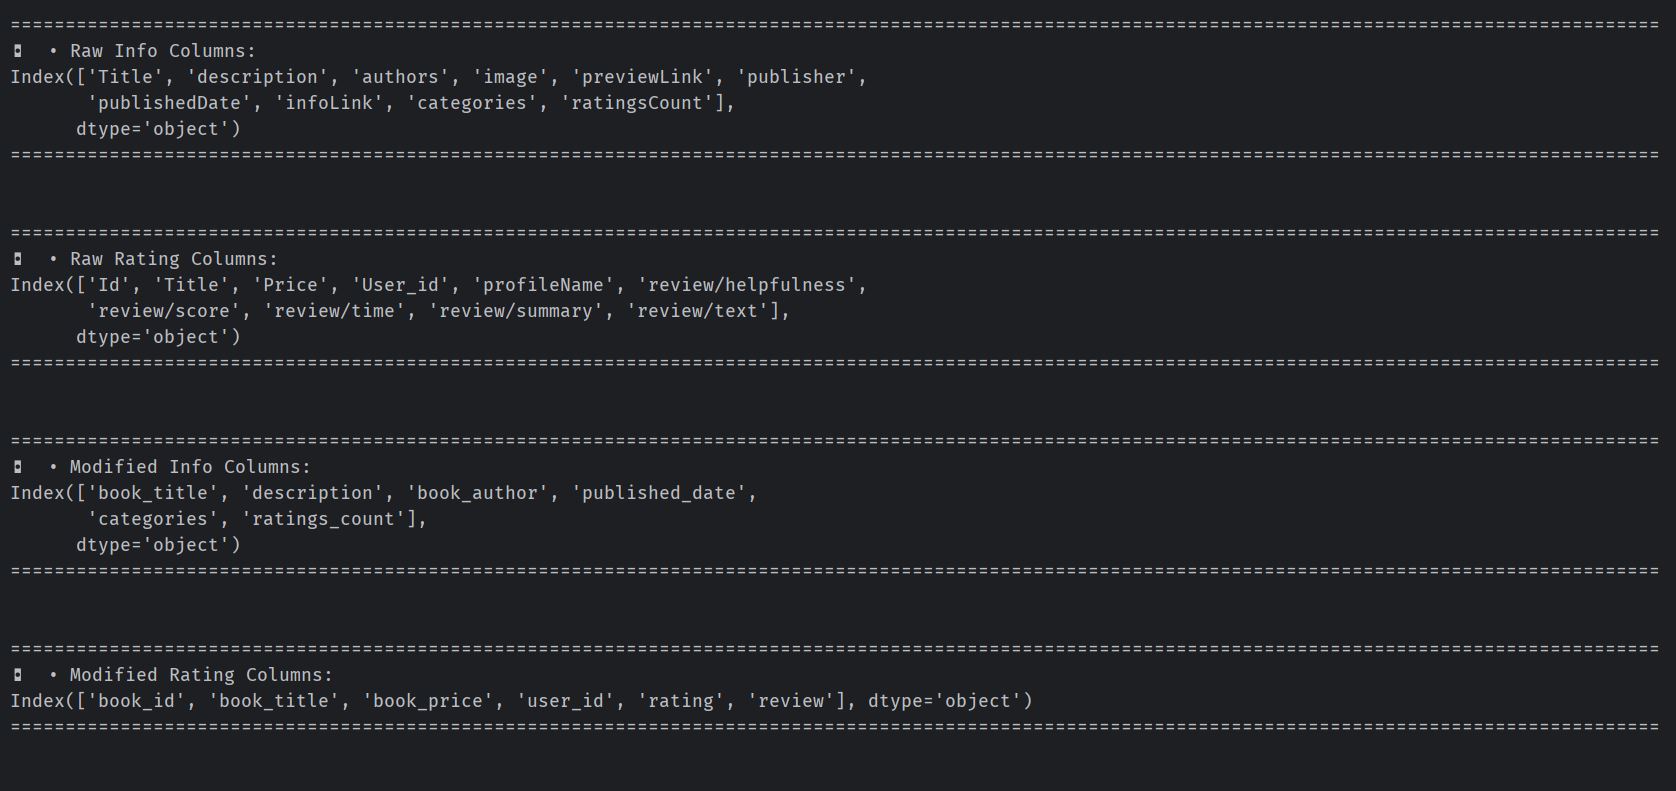 ======================================================================================================================================================
• Raw Info Columns:
Index(['Title', 'description', 'authors', 'image', 'previewLink', 'publisher',
       'publishedDate', 'infoLink', 'categories', 'ratingsCount'],
      dtype='object')
======================================================================================================================================================
======================================================================================================================================================
• Raw Rating Columns:
Index(['Id', 'Title', 'Price', 'User_id', 'profileName', 'review/helpfulness',
       'review/score', 'review/time', 'review/summary', 'review/text'],
      dtype='object')
======================================================================================================================================================
======================================================================================================================================================
• Modified Info Columns:
Index(['book_title', 'description', 'book_author', 'published_date',
       'categories', 'ratings_count'],
      dtype='object')
======================================================================================================================================================
======================================================================================================================================================
• Modified Rating Columns:
Index(['book_id', 'book_title', 'book_price', 'user_id', 'rating', 'review'], dtype='object')
======================================================================================================================================================